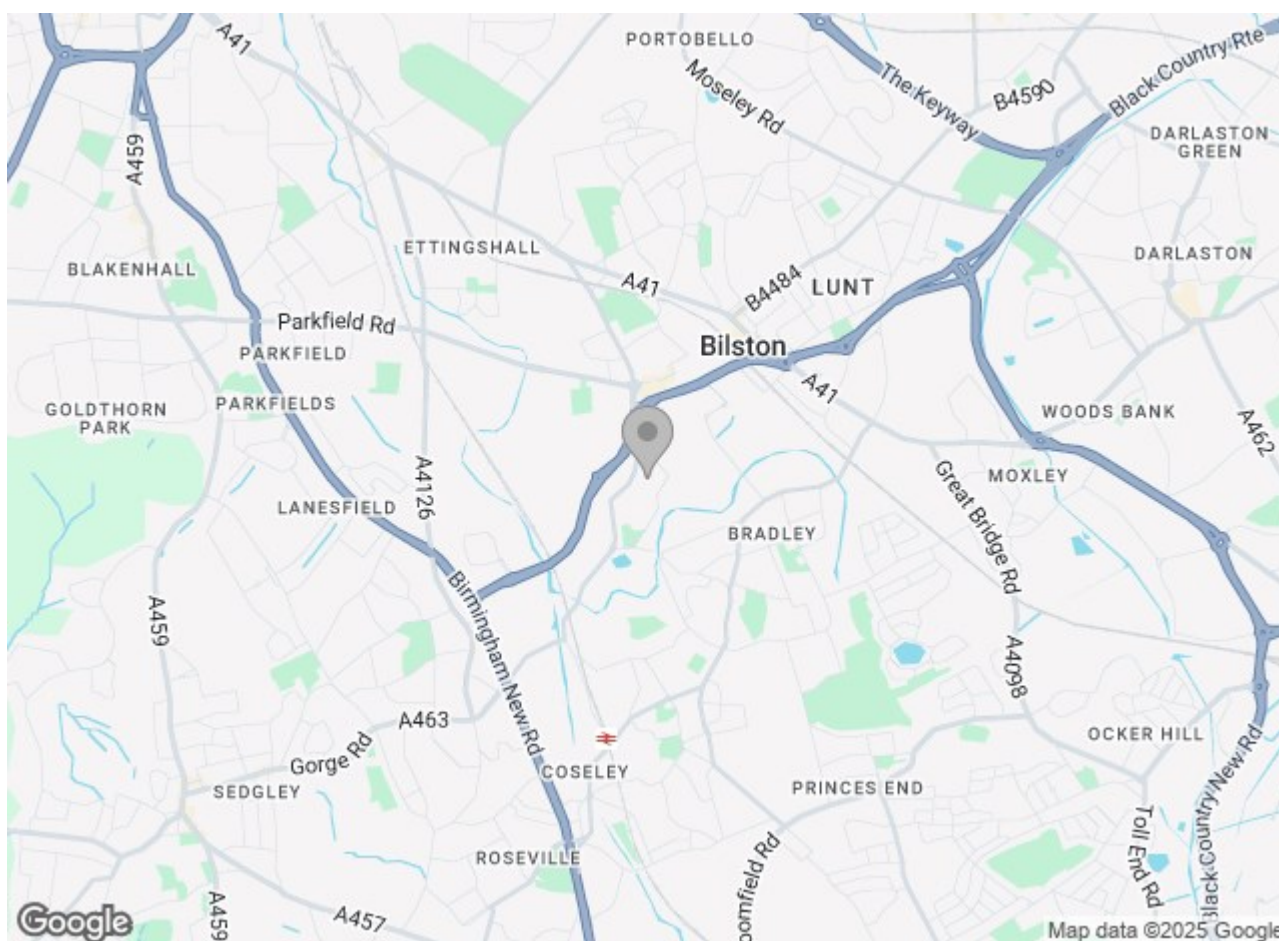 A41
PORTOBELLO
Moseley Rd
The Keyway
B4590
Black Country Rte
DARLASTON
GREEN
A459
ETTINGSHALL
BLAKENHALL
A41
B4484
LUNT
DARLASTON
Parkfield Rd
PARKFIELD
Bilston
PARKFIELDS
GOLDTHORN
PARK
A41
WOODS BANK
A462
A4126
LANESFIELD
MOXLEY
Great Bridge Rd
BRADLEY
A459
Birmingham New Rd
A4098
A463
Gorge Rd
OCKER HILL
COSELEY
SEDGLEY
PRINCES END
Black Country New Rd
Toll End Rd
ROSEVILLE
A459
A457
oomfield Rd
Google
Map data ©2025 Google